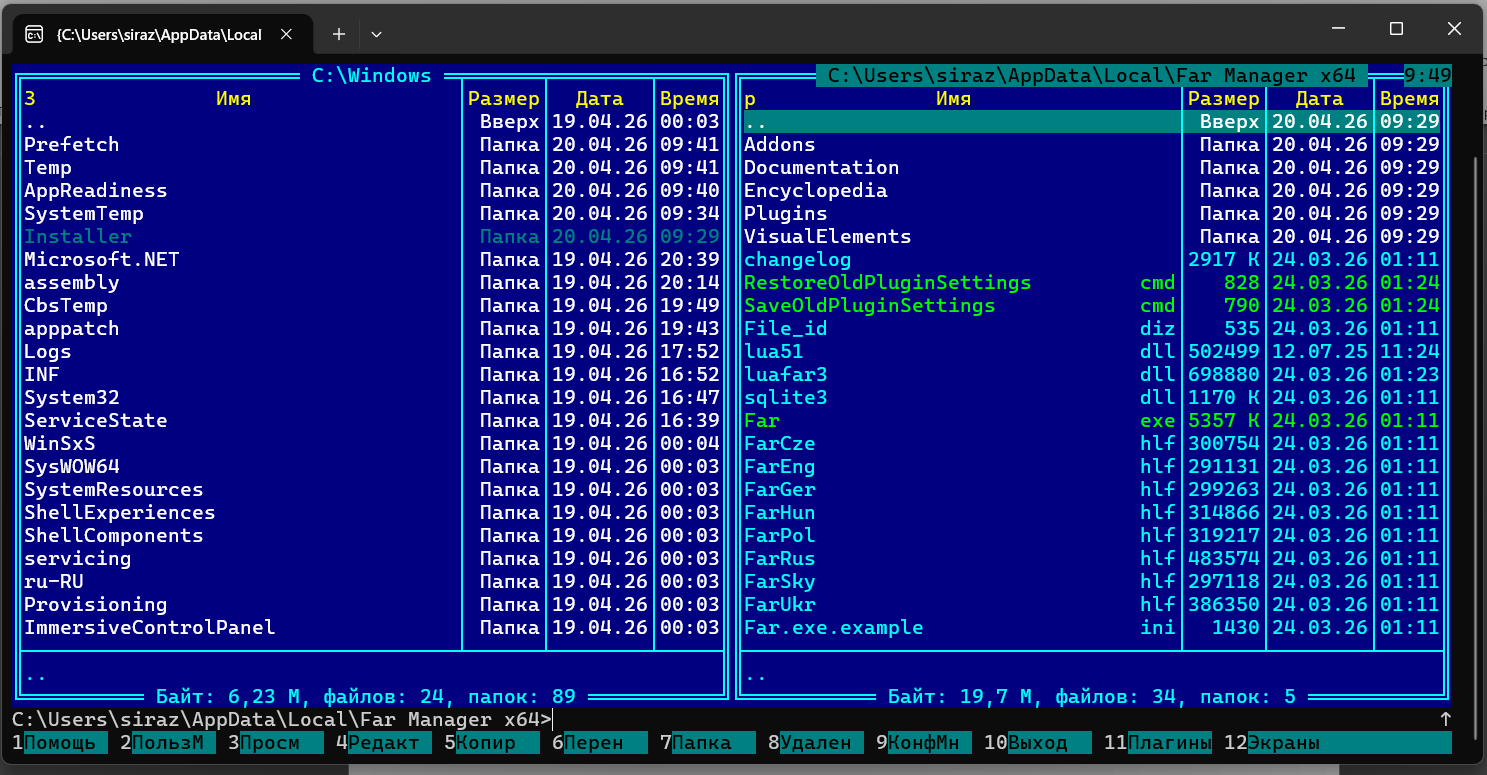 {C:\Users\siraz\AppData\Local
C:\Windows
З Имя Размер Дата Время
.. Вверх 19.04.26 00:03
Prefetch Папка 20.04.26 09:41
Temp Папка 20.04.26 09:41
AppReadiness Папка 20.04.26 09:40
SystemTemp Папка 20.04.26 09:34
Installer Папка 20.04.26 09:29
Microsoft.NET Папка 19.04.26 20:39
assembly Папка 19.04.26 20:14
CbsTemp Папка 19.04.26 19:49
apppatch Папка 19.04.26 19:43
Logs Папка 19.04.26 17:52
INF Папка 19.04.26 16:52
System32 Папка 19.04.26 16:47
ServiceState Папка 19.04.26 16:39
WinSxS Папка 19.04.26 00:04
SysWOW64 Папка 19.04.26 00:03
SystemResources Папка 19.04.26 00:03
ShellExperiences Папка 19.04.26 00:03
ShellComponents Папка 19.04.26 00:03
servicing Папка 19.04.26 00:03
ru-RU Папка 19.04.26 00:03
Provisioning Папка 19.04.26 00:03
ImmersiveControlPanel Папка 19.04.26 00:03
..
Байт: 6,23 М, файлов: 24, папок: 89
C:\Users\siraz\AppData\Local\Far Manager x64 9:49
р Имя Размер Дата Время
.. Вверх 20.04.26 09:29
Addons Папка 20.04.26 09:29
Documentation Папка 20.04.26 09:29
Encyclopedia Папка 20.04.26 09:29
Plugins Папка 20.04.26 09:29
VisualElements Папка 20.04.26 09:29
changelog 2917 К 24.03.26 01:11
RestoreOldPluginSettings cmd 828 24.03.26 01:24
SaveOldPluginSettings cmd 790 24.03.26 01:24
File_id diz 535 24.03.26 01:11
lua51 dll 502499 12.07.25 11:24
luafar3 dll 698880 24.03.26 01:23
sqlite3 dll 1170 К 24.03.26 01:11
Far exe 5357 К 24.03.26 01:11
FarCze hlf 300754 24.03.26 01:11
FarEng hlf 291131 24.03.26 01:11
FarGer hlf 299263 24.03.26 01:11
FarHun hlf 314866 24.03.26 01:11
FarPol hlf 319217 24.03.26 01:11
FarRus hlf 483574 24.03.26 01:11
FarSky hlf 297118 24.03.26 01:11
FarUkr hlf 386350 24.03.26 01:11
Far.exe.example ini 1430 24.03.26 01:11
..
Байт: 19,7 М, файлов: 34, папок: 5
C:\Users\siraz\AppData\Local\Far Manager x64> ↑
1Помощь 2ПользМ 3Просм 4Редакт 5Копир 6Перен 7Папка 8Удален 9КонфМн 10Выход 11Плагины 12Экраны